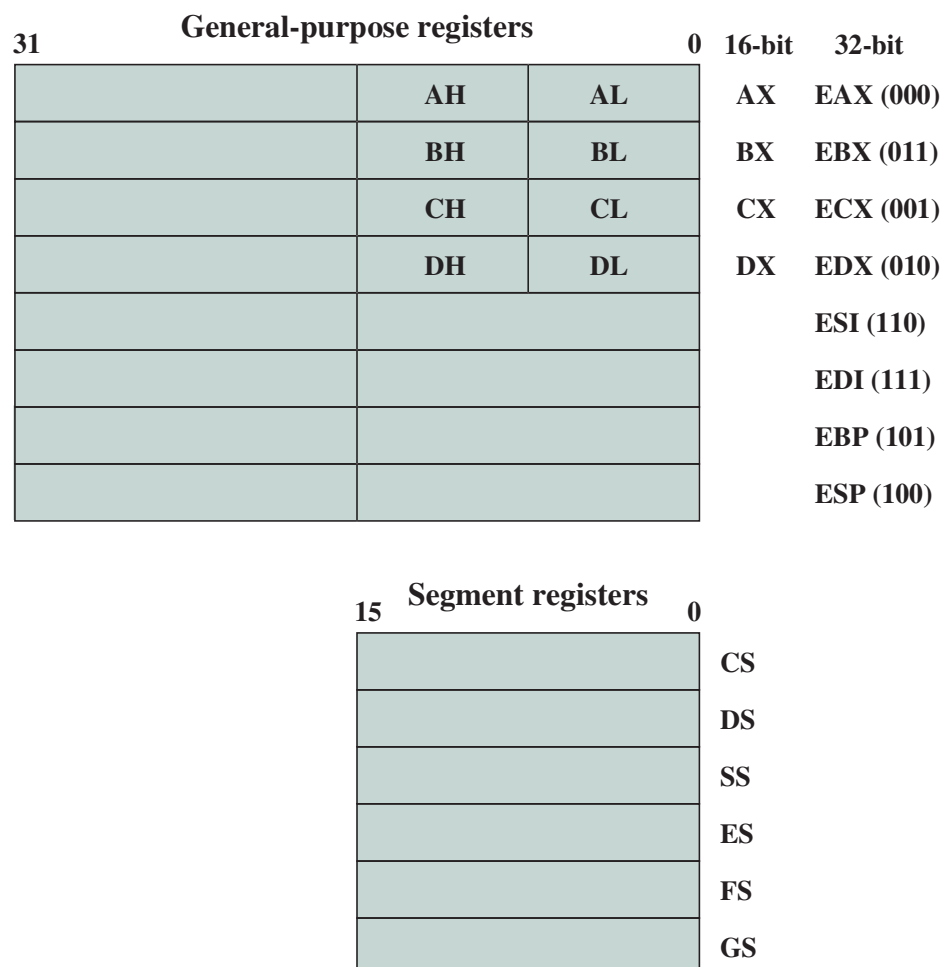 General-purpose registers
31 0 16-bit 32-bit
AH AL AX EAX (000)
BH BL BX EBX (011)
CH CL CX ECX (001)
DH DL DX EDX (010)
ESI (110)
EDI (111)
EBP (101)
ESP (100)
Segment registers
15 0
CS
DS
SS
ES
FS
GS